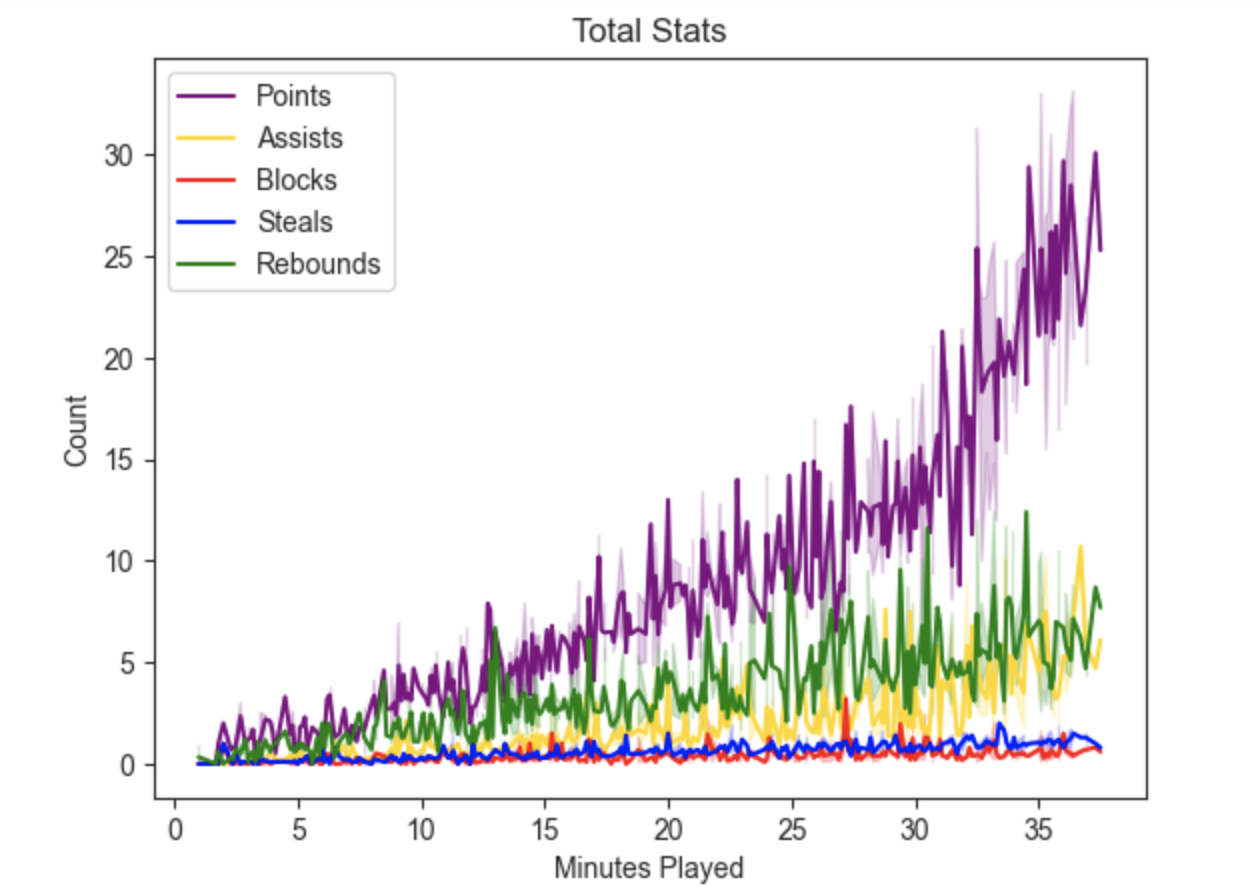 Total Stats
Points
Assists
Blocks
Steals
Rebounds
30
25
20
15
10
5
0
Count
0 5 10 15 20 25 30 35
Minutes Played